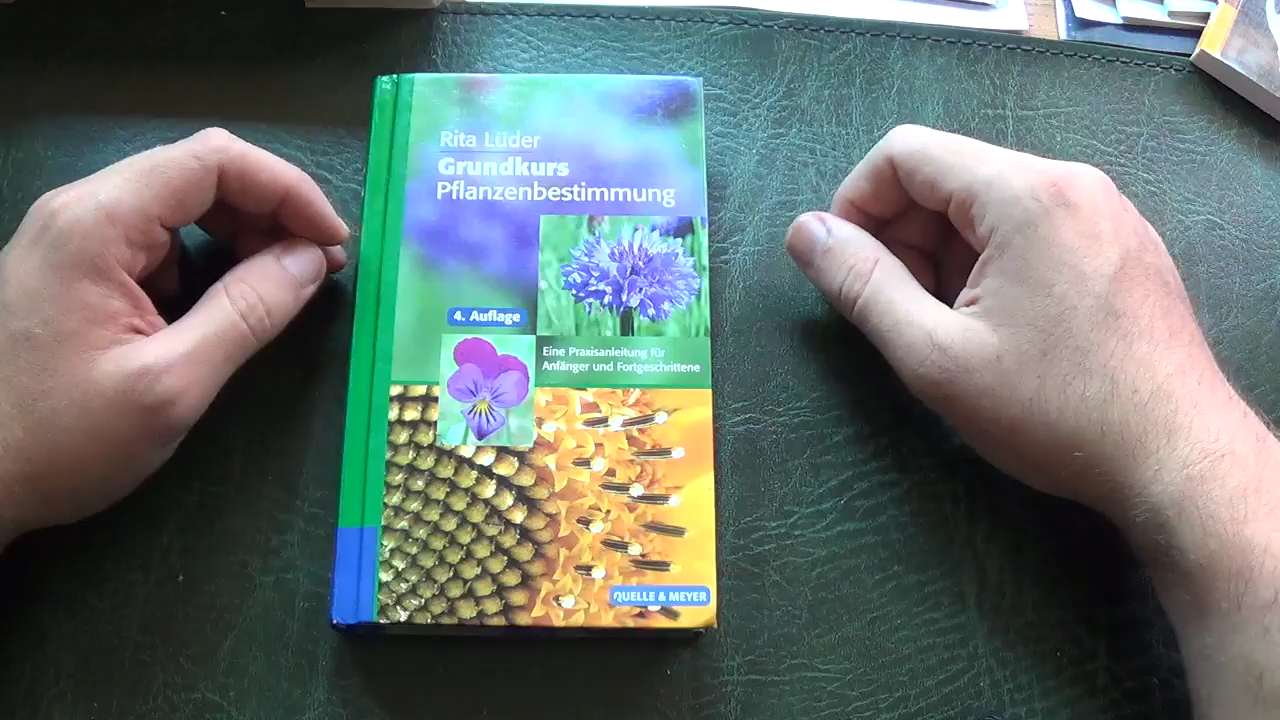 Rita Lüder
Grundkurs
Pflanzenbestimmung
4. Auflage
Eine Praxisanleitung für
Anfänger und Fortgeschrittene
QUELLE & MEYER